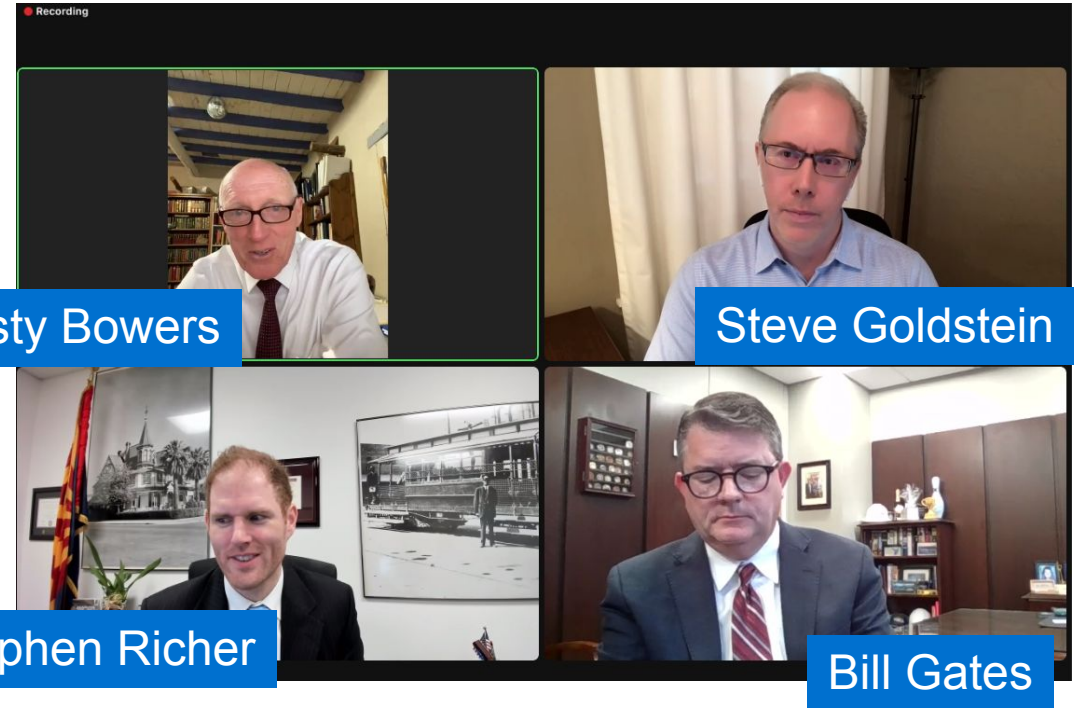 Recording
sty Bowers
Steve Goldstein
phen Richer
Bill Gates